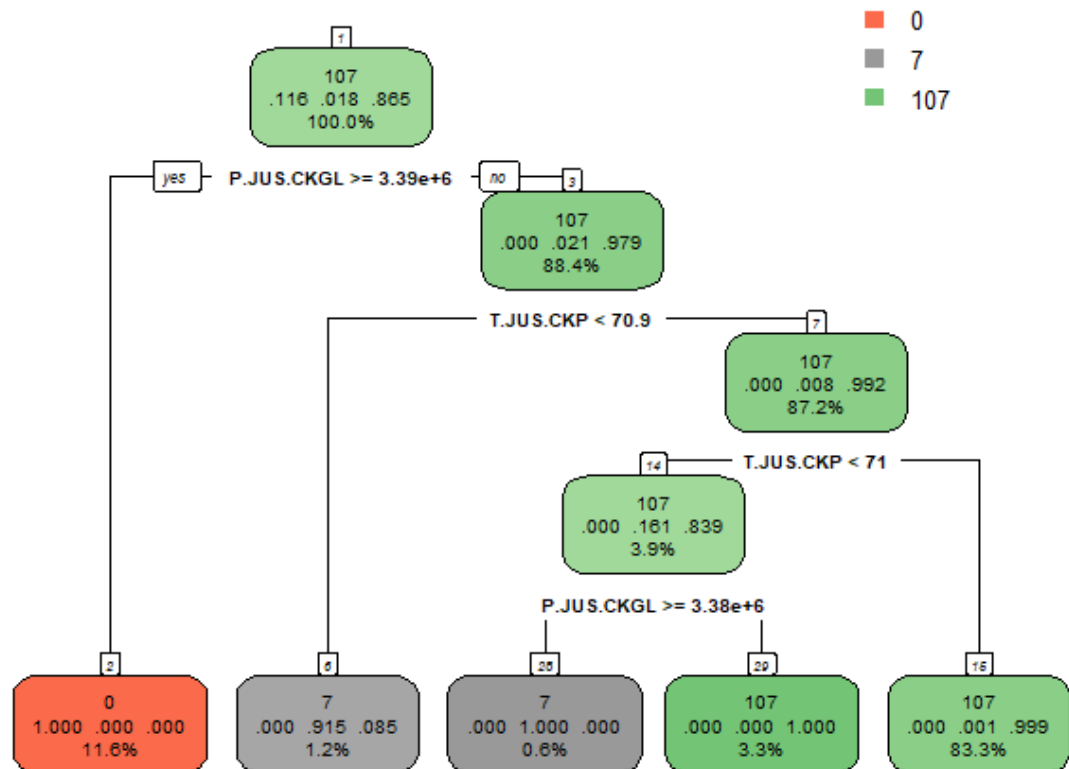 0
7
107
1
107
.116 .018 .865
100.0%
yes P.JUS.CKGL >= 3.39e+6 no
3
107
.000 .021 .979
88.4%
T.JUS.CKP < 70.9
7
107
.000 .008 .992
87.2%
T.JUS.CKP < 71
14
107
.000 .161 .839
3.9%
P.JUS.CKGL >= 3.38e+6
2
0
1.000 .000 .000
11.6%
6
7
.000 .915 .085
1.2%
28
7
.000 1.000 .000
0.6%
29
107
.000 .000 1.000
3.3%
15
107
.000 .001 .999
83.3%